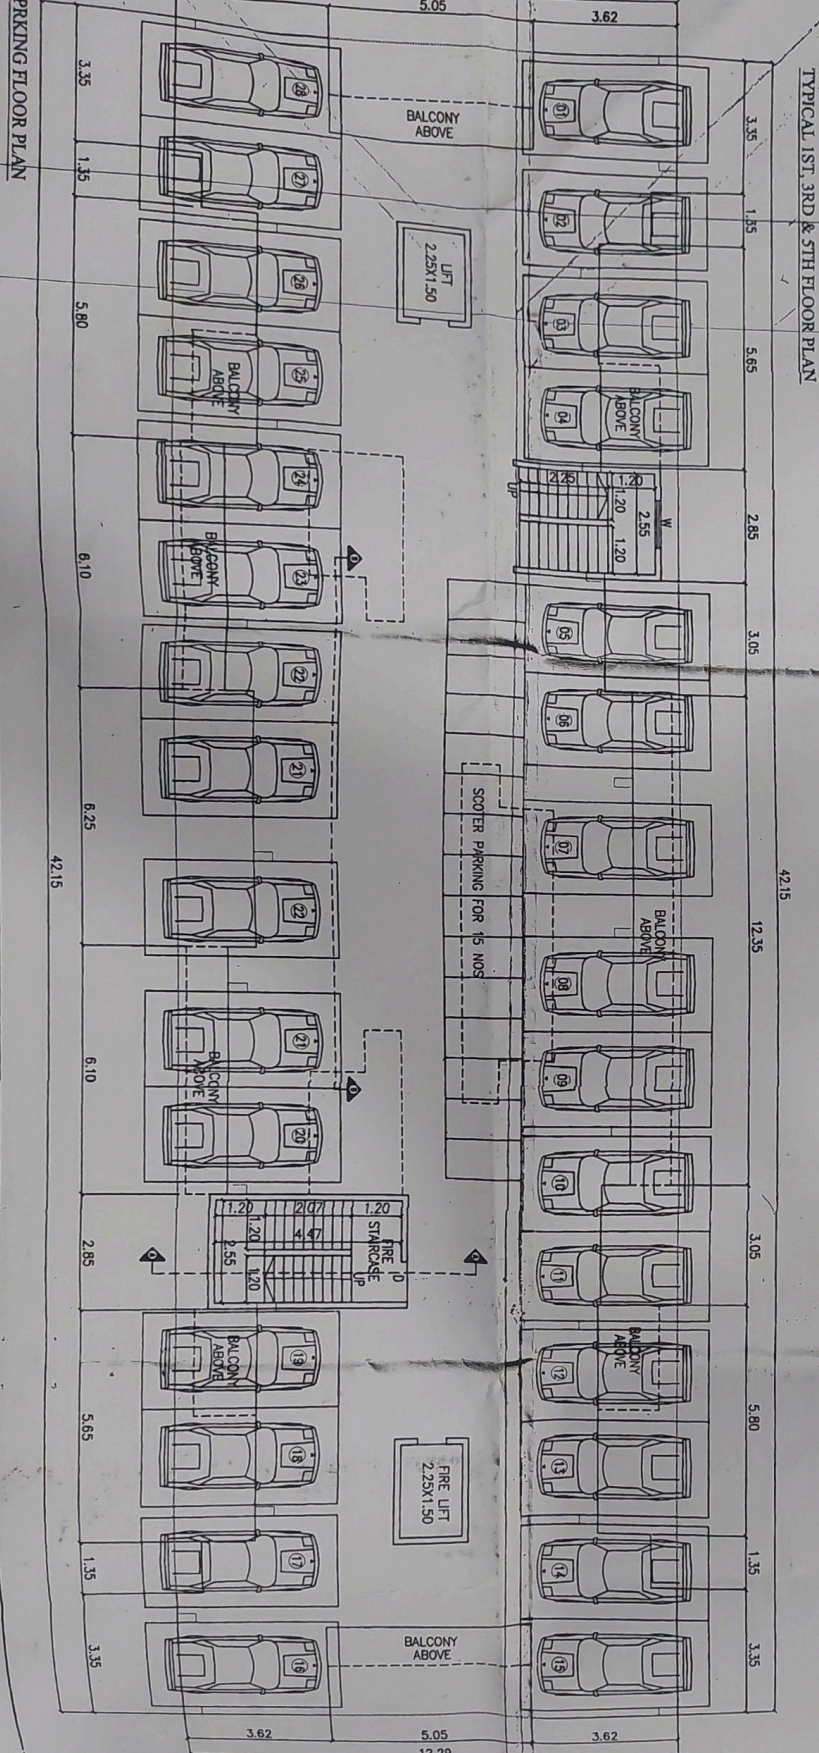 5.05
3.62
PRKING FLOOR PLAN
TYPICAL 1ST, 3RD & 5TH FLOOR PLAN
3.35
1.35
5.80
6.10
6.25
6.10
2.85
5.65
1.35
3.35
42.15
28
27
26
25
BALCONY
ABOVE
24
23
BALCONY
ABOVE
22
21
22
21
BALCONY
ABOVE
20
1.20
2.07
1.20
4.47
1.20
2.55
1.20
FIRE
STAIRCASE
D
UP
19
BALCONY
ABOVE
18
17
16
BALCONY
ABOVE
LIFT
2.25X1.50
SCOTER PARKING FOR 15 NOS
FIRE LIFT
2.25X1.50
BALCONY
ABOVE
01
02
03
04
BALCONY
ABOVE
2.25
1.20
UP
1.20
2.55
1.20
W
05
06
07
BALCONY
ABOVE
08
09
10
11
12
BALCONY
ABOVE
13
14
15
3.35
1.35
5.65
2.85
3.05
12.35
3.05
5.80
1.35
3.35
42.15
3.62
5.05
3.62
12.29